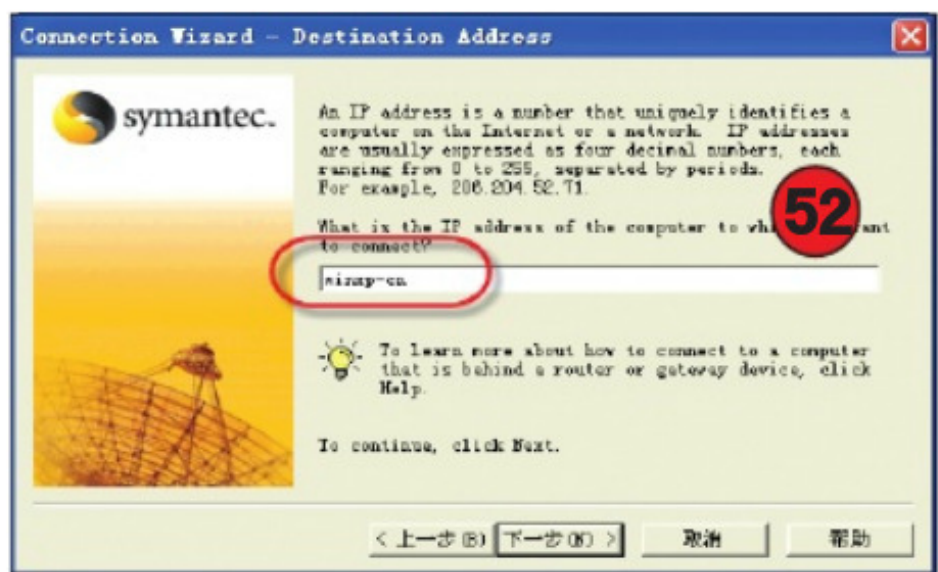 Connection Wizard - Destination Address
symantec.
An IP address is a number that uniquely identifies a
computer on the Internet or a network. IP addresses
are usually expressed as four decimal numbers, each
ranging from 0 to 255, separated by periods.
For example, 206.204.52.71.
52
What is the IP address of the computer to ant
to connect?
winxp-cn
To learn more about how to connect to a computer
that is behind a router or gateway device, click
Help.
To continue, click Next.
< 上一步(B) 下一步(N) > 取消 帮助